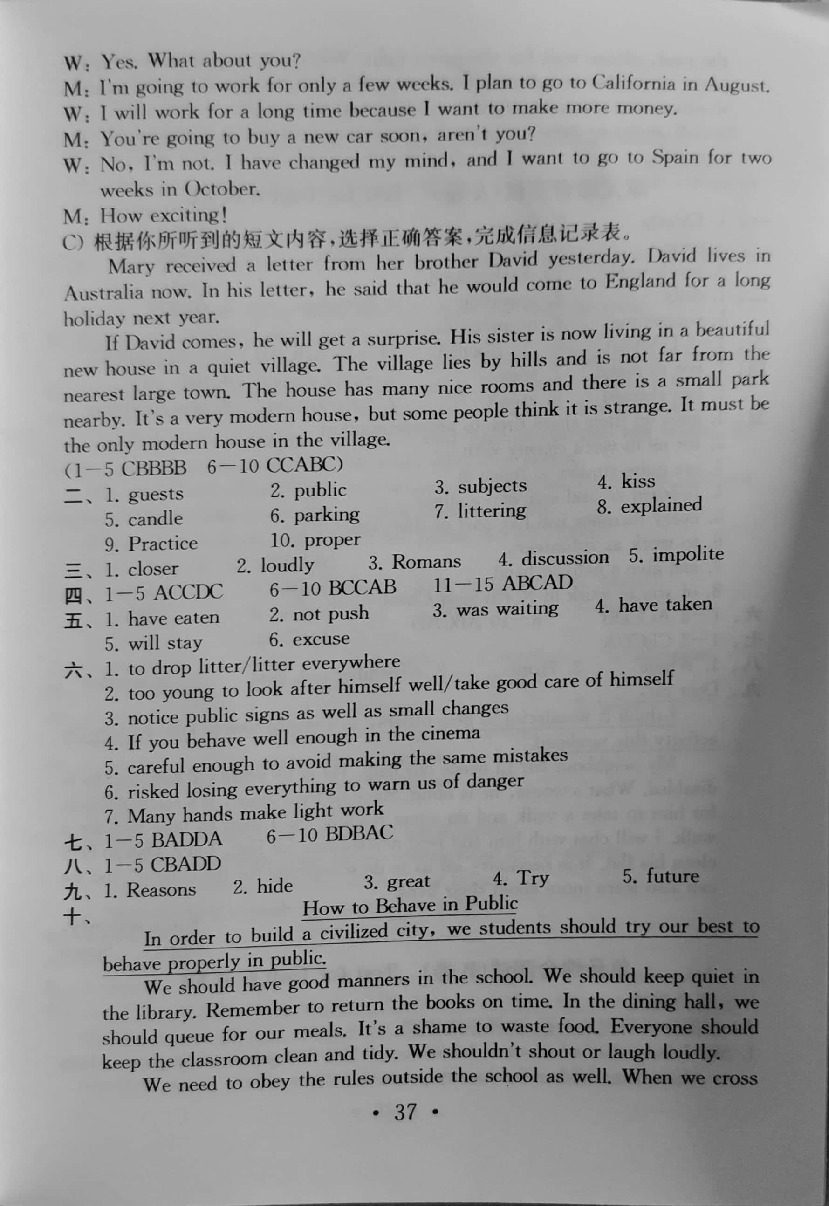 W: Yes. What about you?
M: I'm going to work for only a few weeks. I plan to go to California in August.
W: I will work for a long time because I want to make more money.
M: You're going to buy a new car soon, aren't you?
W: No, I'm not. I have changed my mind, and I want to go to Spain for two
weeks in October.
M: How exciting!
C) 根据你所听到的短文内容,选择正确答案,完成信息记录表。
Mary received a letter from her brother David yesterday. David lives in
Australia now. In his letter, he said that he would come to England for a long
holiday next year.
If David comes, he will get a surprise. His sister is now living in a beautiful
new house in a quiet village. The village lies by hills and is not far from the
nearest large town. The house has many nice rooms and there is a small park
nearby. It's a very modern house, but some people think it is strange. It must be
the only modern house in the village.
(1—5 CBBBB 6—10 CCABC)
二、1. guests 2. public 3. subjects 4. kiss
5. candle 6. parking 7. littering 8. explained
9. Practice 10. proper
三、1. closer 2. loudly 3. Romans 4. discussion 5. impolite
四、1—5 ACCDC 6—10 BCCAB 11—15 ABCAD
五、1. have eaten 2. not push 3. was waiting 4. have taken
5. will stay 6. excuse
六、1. to drop litter/litter everywhere
2. too young to look after himself well/take good care of himself
3. notice public signs as well as small changes
4. If you behave well enough in the cinema
5. careful enough to avoid making the same mistakes
6. risked losing everything to warn us of danger
7. Many hands make light work
七、1—5 BADDA 6—10 BDBAC
八、1—5 CBADD
九、1. Reasons 2. hide 3. great 4. Try 5. future
十、
How to Behave in Public
In order to build a civilized city, we students should try our best to
behave properly in public.
We should have good manners in the school. We should keep quiet in
the library. Remember to return the books on time. In the dining hall, we
should queue for our meals. It's a shame to waste food. Everyone should
keep the classroom clean and tidy. We shouldn't shout or laugh loudly.
We need to obey the rules outside the school as well. When we cross
• 37 •